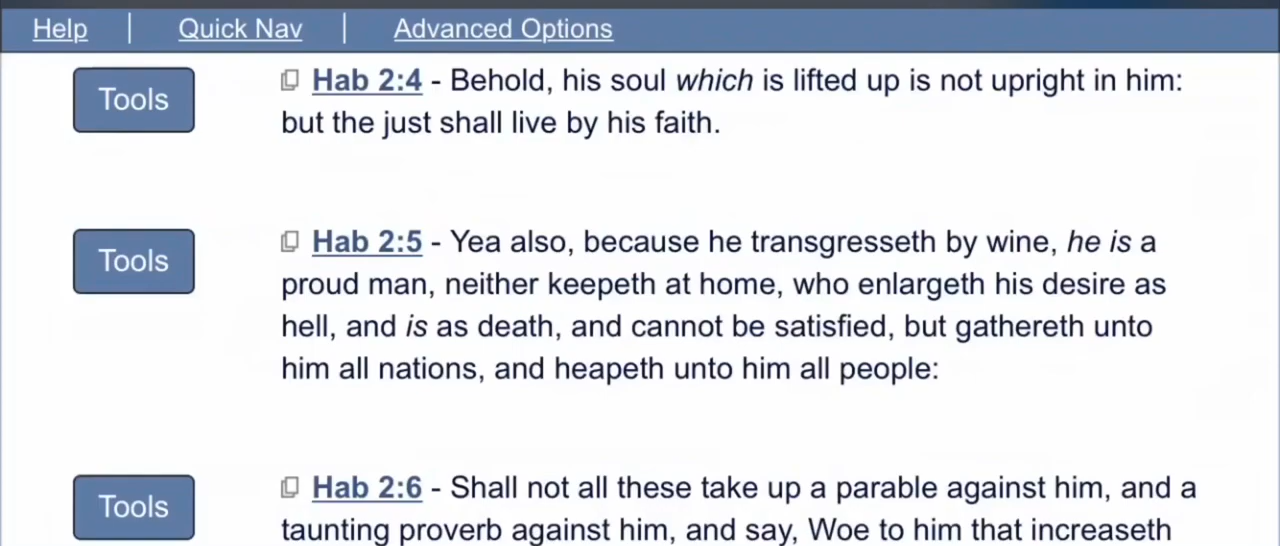 Help | Quick Nav | Advanced Options
Tools
Hab 2:4 - Behold, his soul which is lifted up is not upright in him:
but the just shall live by his faith.
Tools
Hab 2:5 - Yea also, because he transgresseth by wine, he is a
proud man, neither keepeth at home, who enlargeth his desire as
hell, and is as death, and cannot be satisfied, but gathereth unto
him all nations, and heapeth unto him all people:
Tools
Hab 2:6 - Shall not all these take up a parable against him, and a
taunting proverb against him, and say, Woe to him that increaseth